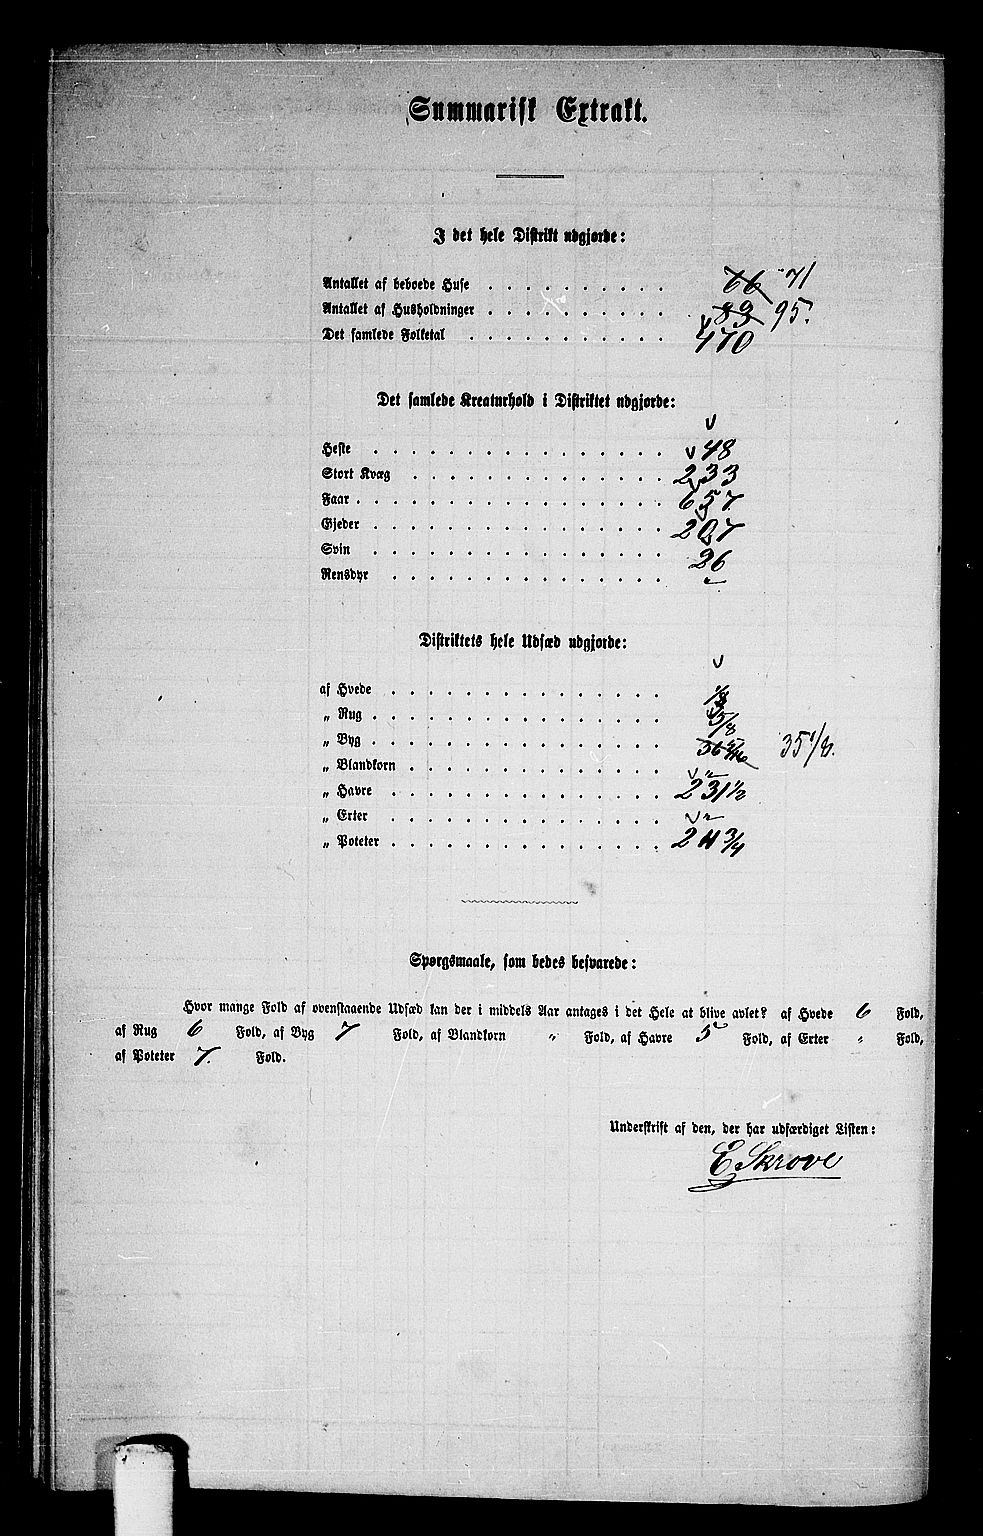 Summarisk Extrakt.
I det hele Distrikt udgjorde:
Antallet af beboede Huse . . . . . . . . . . 66 71
Antallet af Husholdninger . . . . . . . . . . 83 95.
Det samlede Folketal . . . . . . . . . . . 470
Det samlede Kreaturhold i Distriktet udgjorde:
Heste . . . . . . . . . . . . . . . . 48
Stort Kvæg . . . . . . . . . . . . . . 233
Faar . . . . . . . . . . . . . . . . . 657
Gjeder . . . . . . . . . . . . . . . . 207
Svin . . . . . . . . . . . . . . . . 26
Rensdyr . . . . . . . . . . . . . . . "
Distriktets hele Udsæd udgjorde:
af Hvede . . . . . . . . . . . . . . . 1/8
„ Rug . . . . . . . . . . . . . . . . 5/8
„ Byg . . . . . . . . . . . . . . . . 35 1/8.
„ Blandkorn . . . . . . . . . . . . . . "
„ Havre . . . . . . . . . . . . . . . 231 1/2
„ Erter . . . . . . . . . . . . . . . "
„ Poteter . . . . . . . . . . . . . . . 211 3/4
Spørgsmaale, som bedes besvarede:
Hvor mange Fold af ovenstaaende Udsæd kan der i middels Aar antages i det Hele at blive avlet? af Hvede 6 Fold,
af Rug 6 Fold, af Byg 7 Fold, af Blandkorn " Fold, af Havre 5 Fold, af Erter " Fold,
af Poteter 7. Fold.
Underskrift af den, der har udfærdiget Listen:
E Skrove